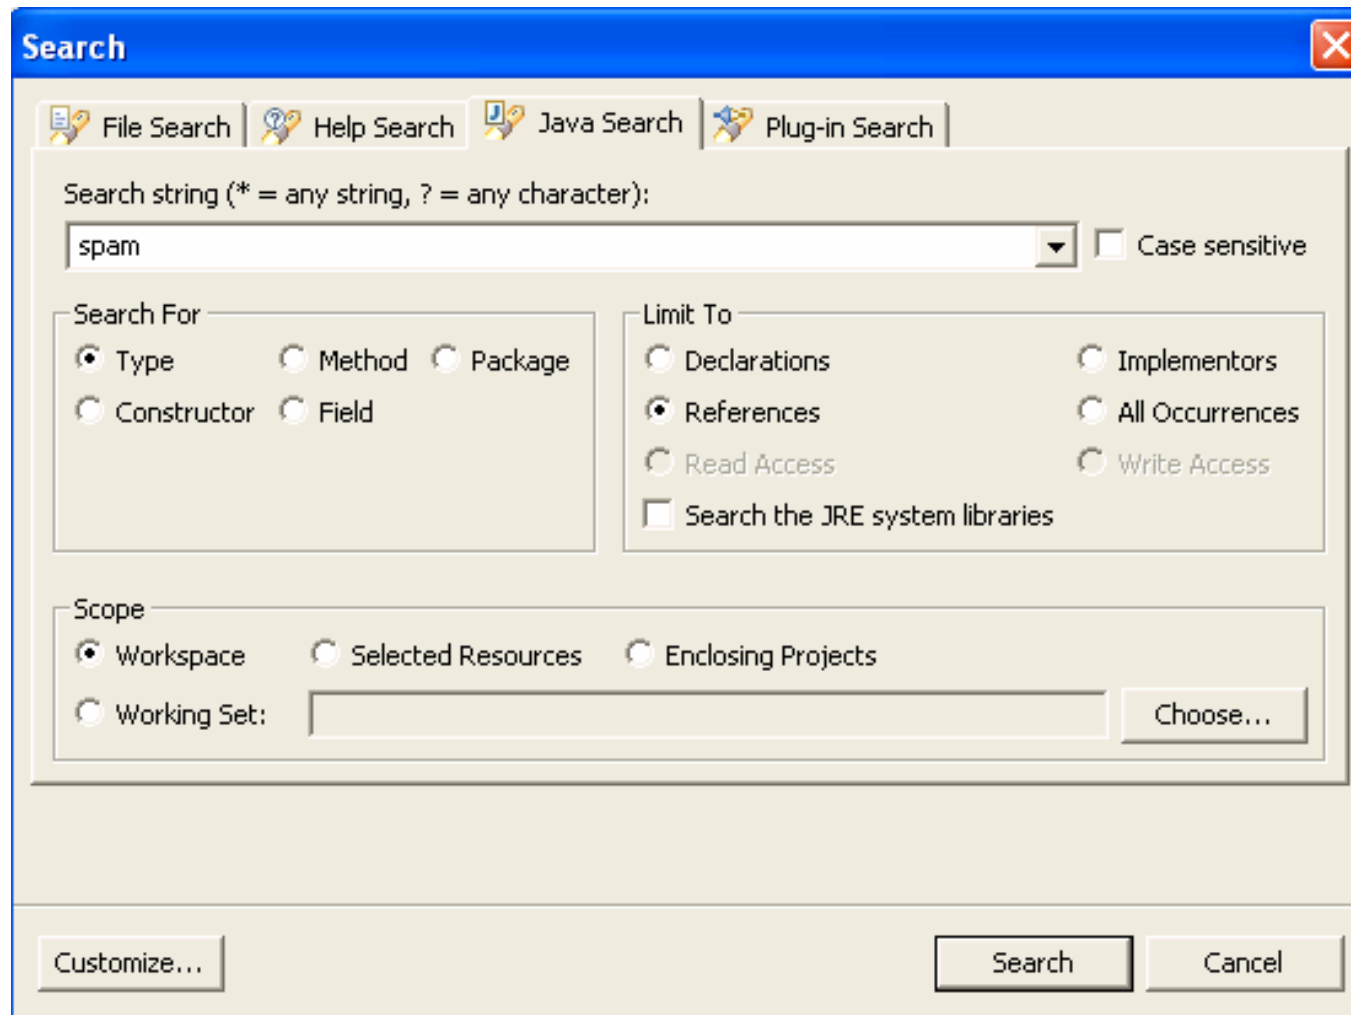 Search
File Search Help Search Java Search Plug-in Search
Search string (* = any string, ? = any character):
spam Case sensitive
Search For
Type Method Package
Constructor Field
Limit To
Declarations Implementors
References All Occurrences
Read Access Write Access
Search the JRE system libraries
Scope
Workspace Selected Resources Enclosing Projects
Working Set: Choose...
Customize... Search Cancel